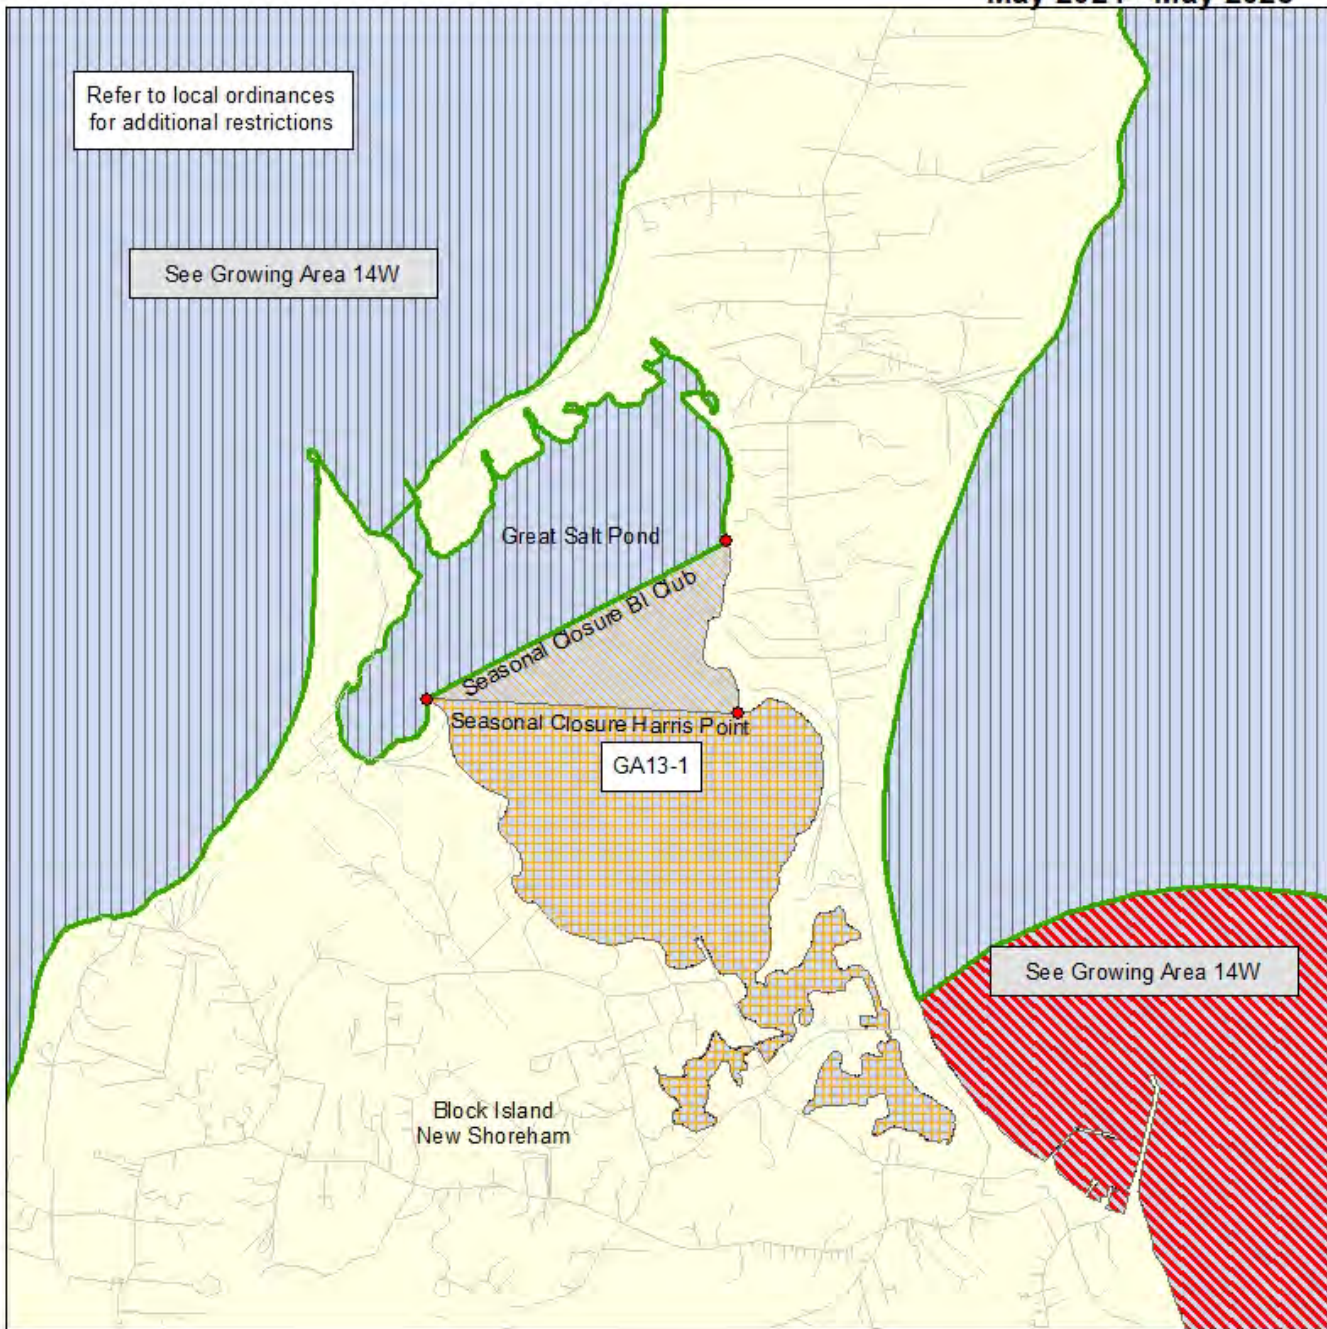 Refer to local ordinances
for additional restrictions
See Growing Area 14W
Great Salt Pond
Seasonal Closure BI Club
Seasonal Closure Harris Point
GA13-1
See Growing Area 14W
Block Island
New Shoreham